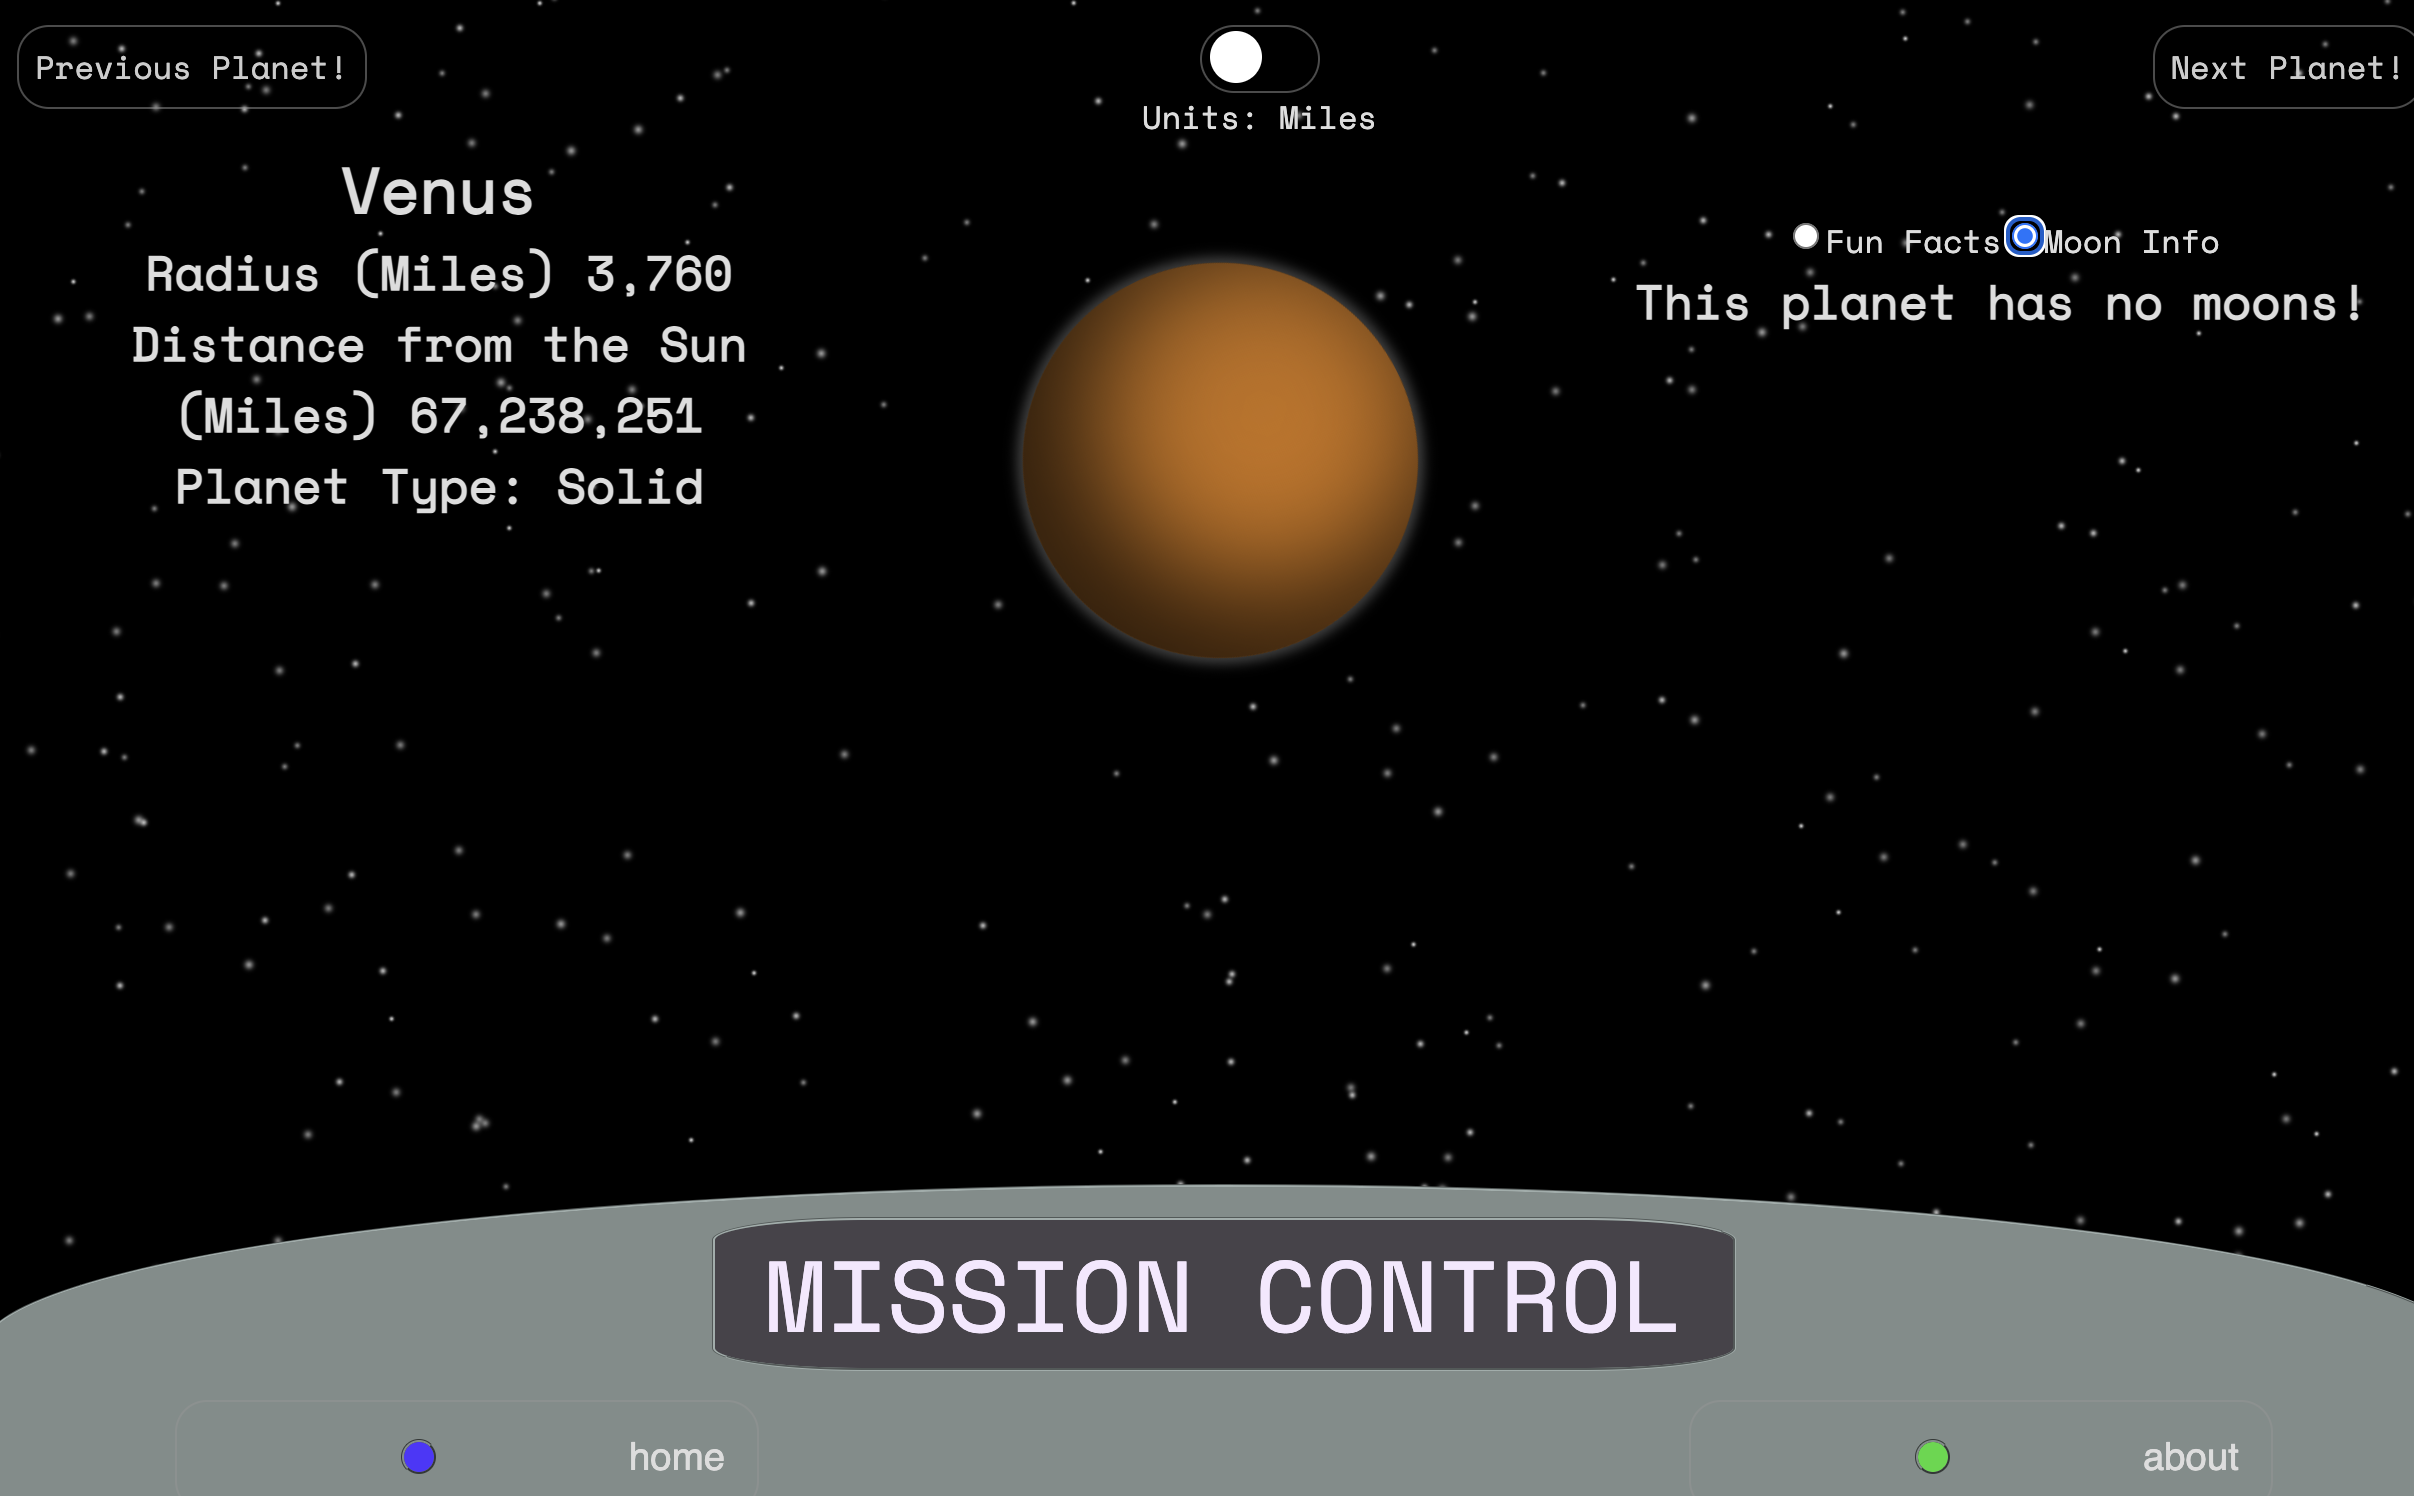 Previous Planet!
Units: Miles
Next Planet!
Venus
Radius (Miles) 3,760
Distance from the Sun
(Miles) 67,238,251
Planet Type: Solid
Fun Facts Moon Info
This planet has no moons!
MISSION CONTROL
home
about